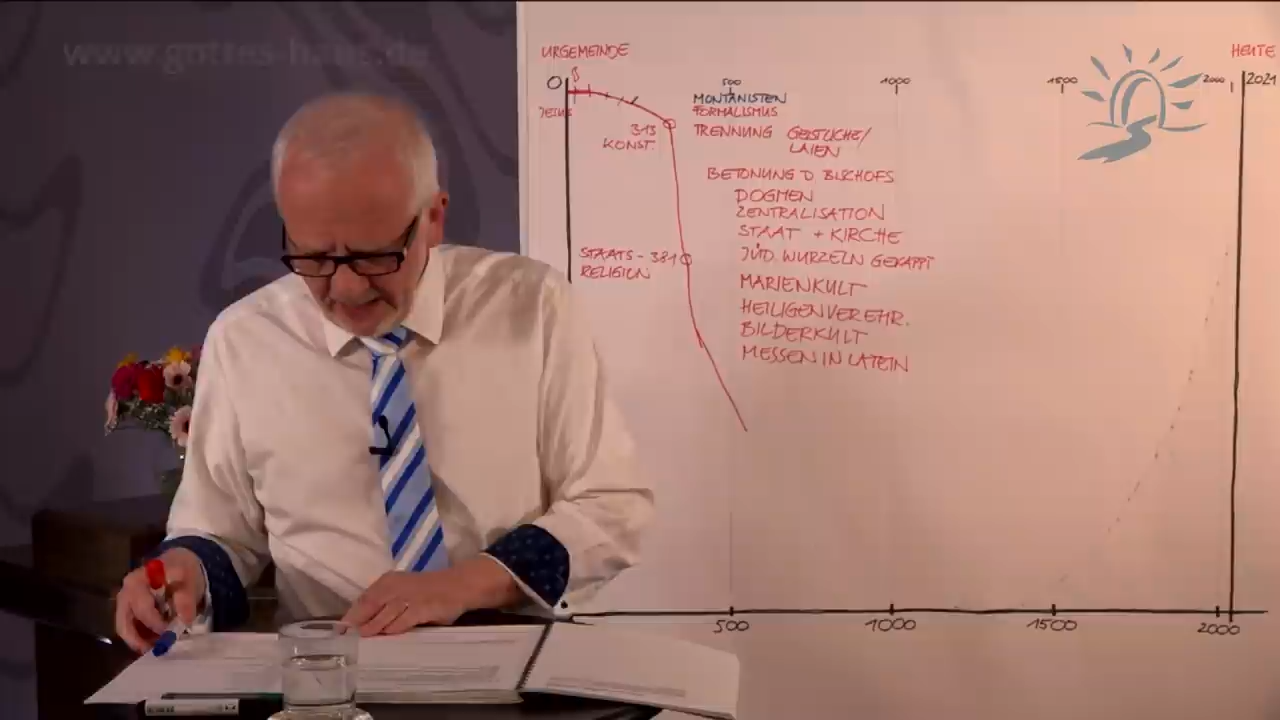 www.gottes-haus.de
URGEMEINDE
HEUTE
0
500
1000
1500
2000
2021
JESUS
MONTANISTEN
FORMALISMUS
313
KONST.
TRENNUNG GEISTLICHE/
LAIEN
BETONUNG D. BISCHOFS
DOGMEN
ZENTRALISATION
STAAT + KIRCHE
STAATS- 381
RELIGION
JÜD. WURZELN GEKAPPT
MARIENKULT
HEILIGENVEREHR.
BILDERKULT
MESSEN IN LATEIN
500
1000
1500
2000